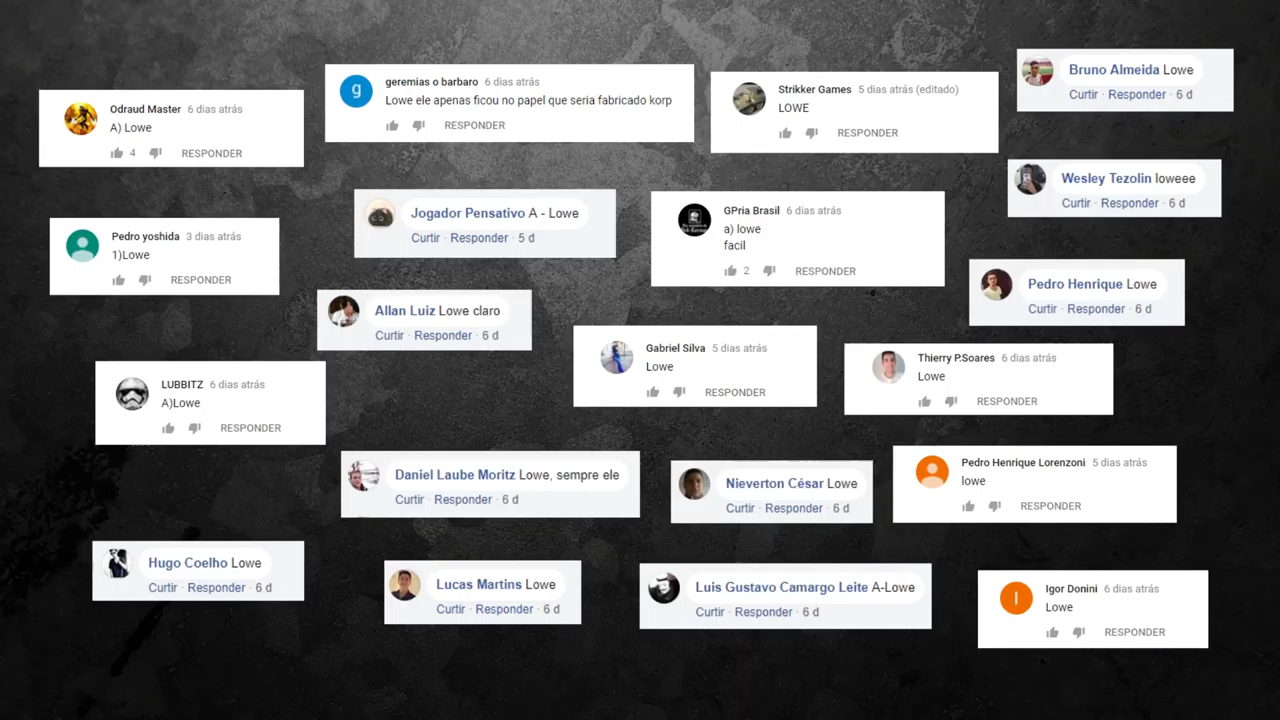 Odraud Master 6 dias atrás
A) Lowe
4 RESPONDER
geremias o barbaro 6 dias atrás
Lowe ele apenas ficou no papel que seria fabricado korp
RESPONDER
Strikker Games 5 dias atrás (editado)
LOWE
RESPONDER
Bruno Almeida Lowe
Curtir · Responder · 6 d
Wesley Tezolin loweee
Curtir · Responder · 6 d
Pedro yoshida 3 dias atrás
1)Lowe
RESPONDER
Jogador Pensativo A - Lowe
Curtir · Responder · 5 d
GPria Brasil 6 dias atrás
a) lowe
facil
2 RESPONDER
Pedro Henrique Lowe
Curtir · Responder · 6 d
Allan Luiz Lowe claro
Curtir · Responder · 6 d
Gabriel Silva 5 dias atrás
Lowe
RESPONDER
Thierry P.Soares 6 dias atrás
Lowe
RESPONDER
LUBBITZ 6 dias atrás
A)Lowe
RESPONDER
Daniel Laube Moritz Lowe, sempre ele
Curtir · Responder · 6 d
Nieverton César Lowe
Curtir · Responder · 6 d
Pedro Henrique Lorenzoni 5 dias atrás
lowe
RESPONDER
Hugo Coelho Lowe
Curtir · Responder · 6 d
Lucas Martins Lowe
Curtir · Responder · 6 d
Luis Gustavo Camargo Leite A-Lowe
Curtir · Responder · 6 d
Igor Donini 6 dias atrás
Lowe
RESPONDER